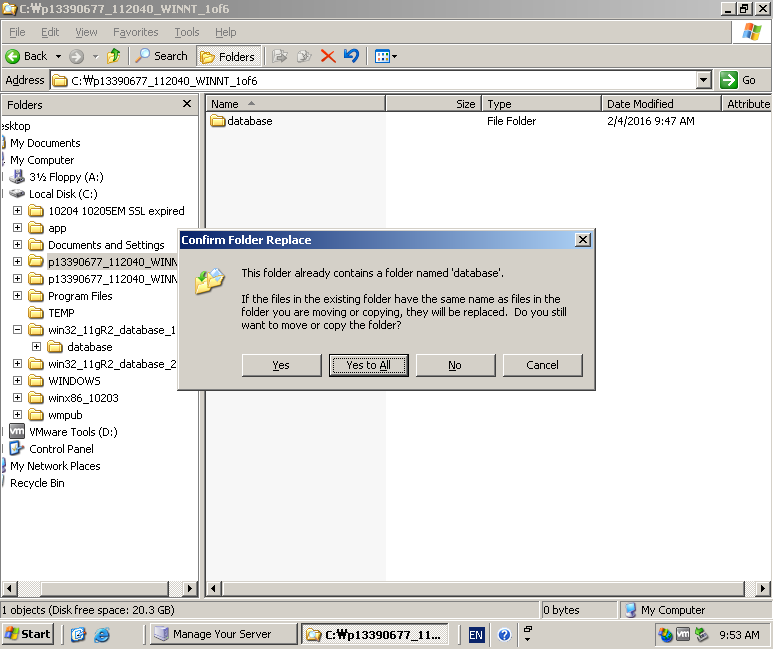 C:₩p13390677_112040_WINNT_1of6
File Edit View Favorites Tools Help
Back Search Folders
Address C:₩p13390677_112040_WINNT_1of6 Go
Folders
Name Size Type Date Modified Attribute
database File Folder 2/4/2016 9:47 AM
esktop
My Documents
My Computer
3½ Floppy (A:)
Local Disk (C:)
10204 10205EM SSL expired
app
Documents and Settings
p13390677_112040_WINN
p13390677_112040_WINN
Program Files
TEMP
win32_11gR2_database_1
database
win32_11gR2_database_2
WINDOWS
winx86_10203
wmpub
VMware Tools (D:)
Control Panel
My Network Places
Recycle Bin
Confirm Folder Replace
This folder already contains a folder named 'database'.
If the files in the existing folder have the same name as files in the
folder you are moving or copying, they will be replaced. Do you still
want to move or copy the folder?
Yes Yes to All No Cancel
1 objects (Disk free space: 20.3 GB) 0 bytes My Computer
Start Manage Your Server C:₩p13390677_11... EN vm 9:53 AM